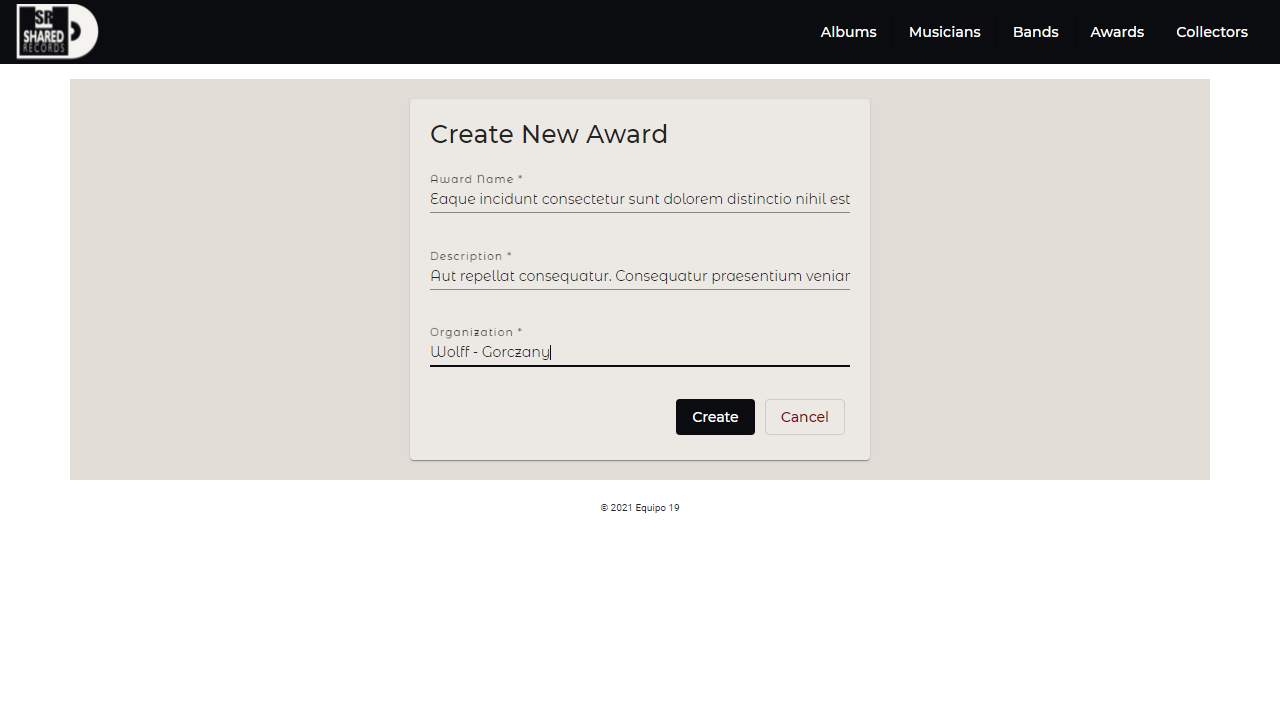 SR
SHARED
RECORDS
Albums
Musicians
Bands
Awards
Collectors
Create New Award
Award Name *
Eaque incidunt consectetur sunt dolorem distinctio nihil est
Description *
Aut repellat consequatur. Consequatur praesentium
Organization *
Wolff - Gorczany
Create
Cancel
© 2021 Equipo 19